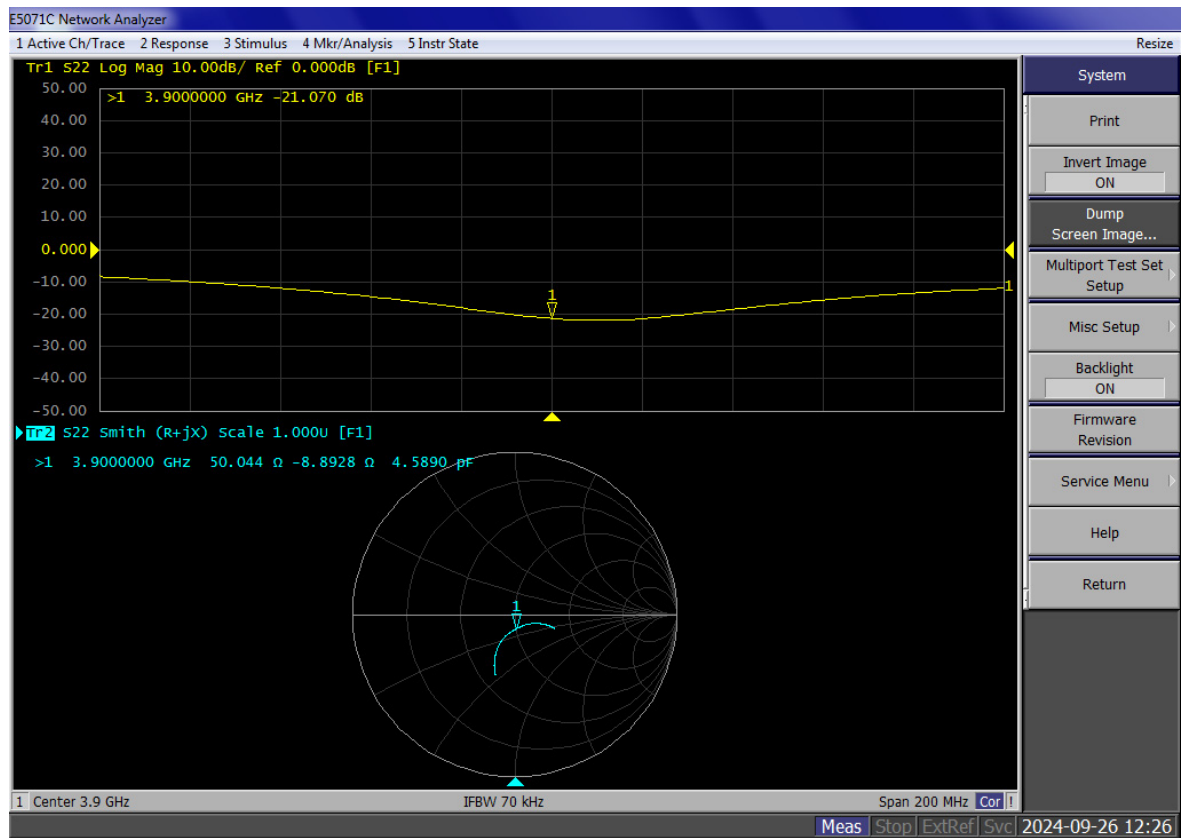 E5071C Network Analyzer
1 Active Ch/Trace 2 Response 3 Stimulus 4 Mkr/Analysis 5 Instr State Resize
Tr1 S22 Log Mag 10.00dB/ Ref 0.000dB [F1]
>1 3.9000000 GHz -21.070 dB
50.00
40.00
30.00
20.00
10.00
0.000
-10.00
-20.00
-30.00
-40.00
-50.00
1
1
Tr2 S22 Smith (R+jX) Scale 1.000U [F1]
>1 3.9000000 GHz 50.044 Ω -8.8928 Ω 4.5890 pF
1
System
Print
Invert Image
ON
Dump
Screen Image...
Multiport Test Set
Setup
Misc Setup
Backlight
ON
Firmware
Revision
Service Menu
Help
Return
1 Center 3.9 GHz IFBW 70 kHz Span 200 MHz Cor !
Meas Stop ExtRef Svc 2024-09-26 12:26